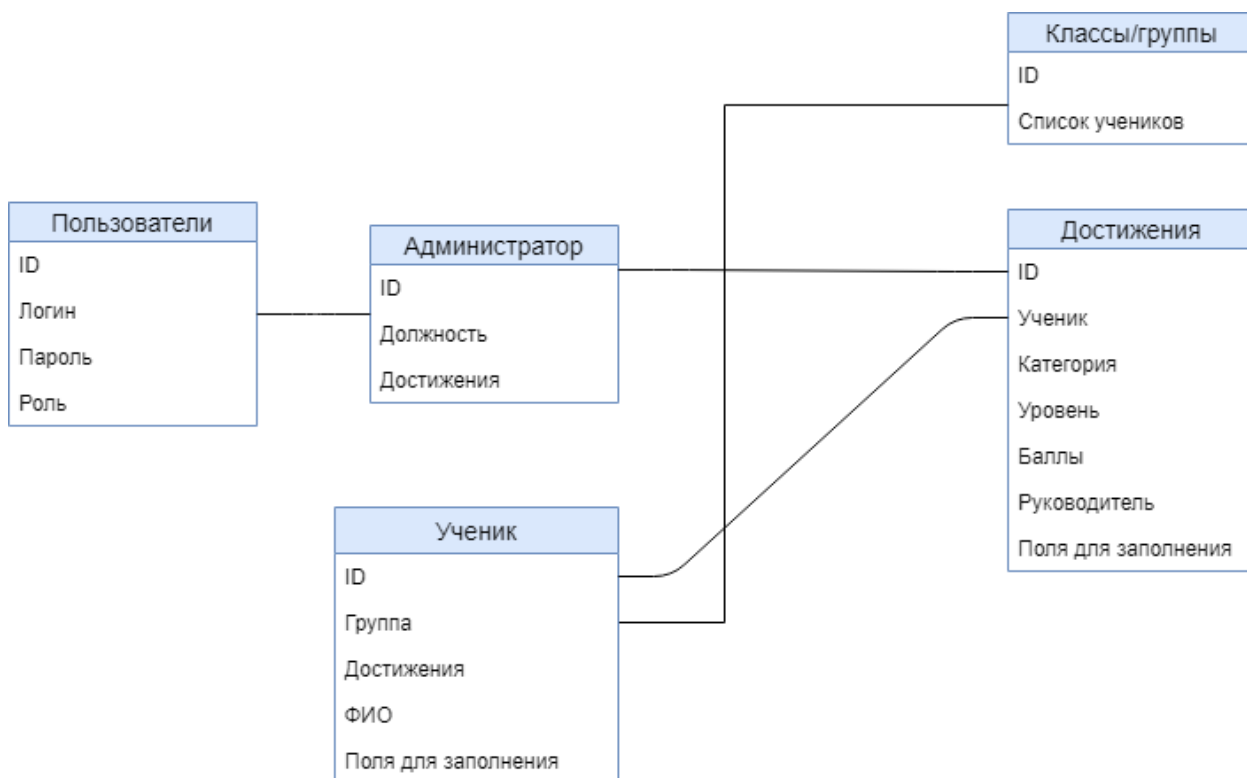 Классы/группы
ID
Список учеников
Пользователи
ID
Логин
Пароль
Роль
Администратор
ID
Должность
Достижения
Достижения
ID
Ученик
Категория
Уровень
Баллы
Руководитель
Поля для заполнения
Ученик
ID
Группа
Достижения
ФИО
Поля для заполнения